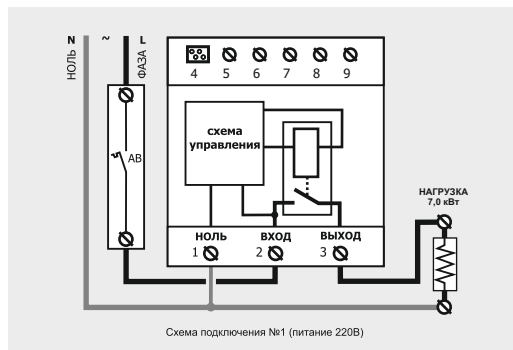 N ~ L
НОЛЬ
ФАЗА
4 5 6 7 8 9
схема
управления
АВ
НАГРУЗКА
7,0 кВт
НОЛЬ ВХОД ВЫХОД
1 2 3
Схема подключения №1 (питание 220В)